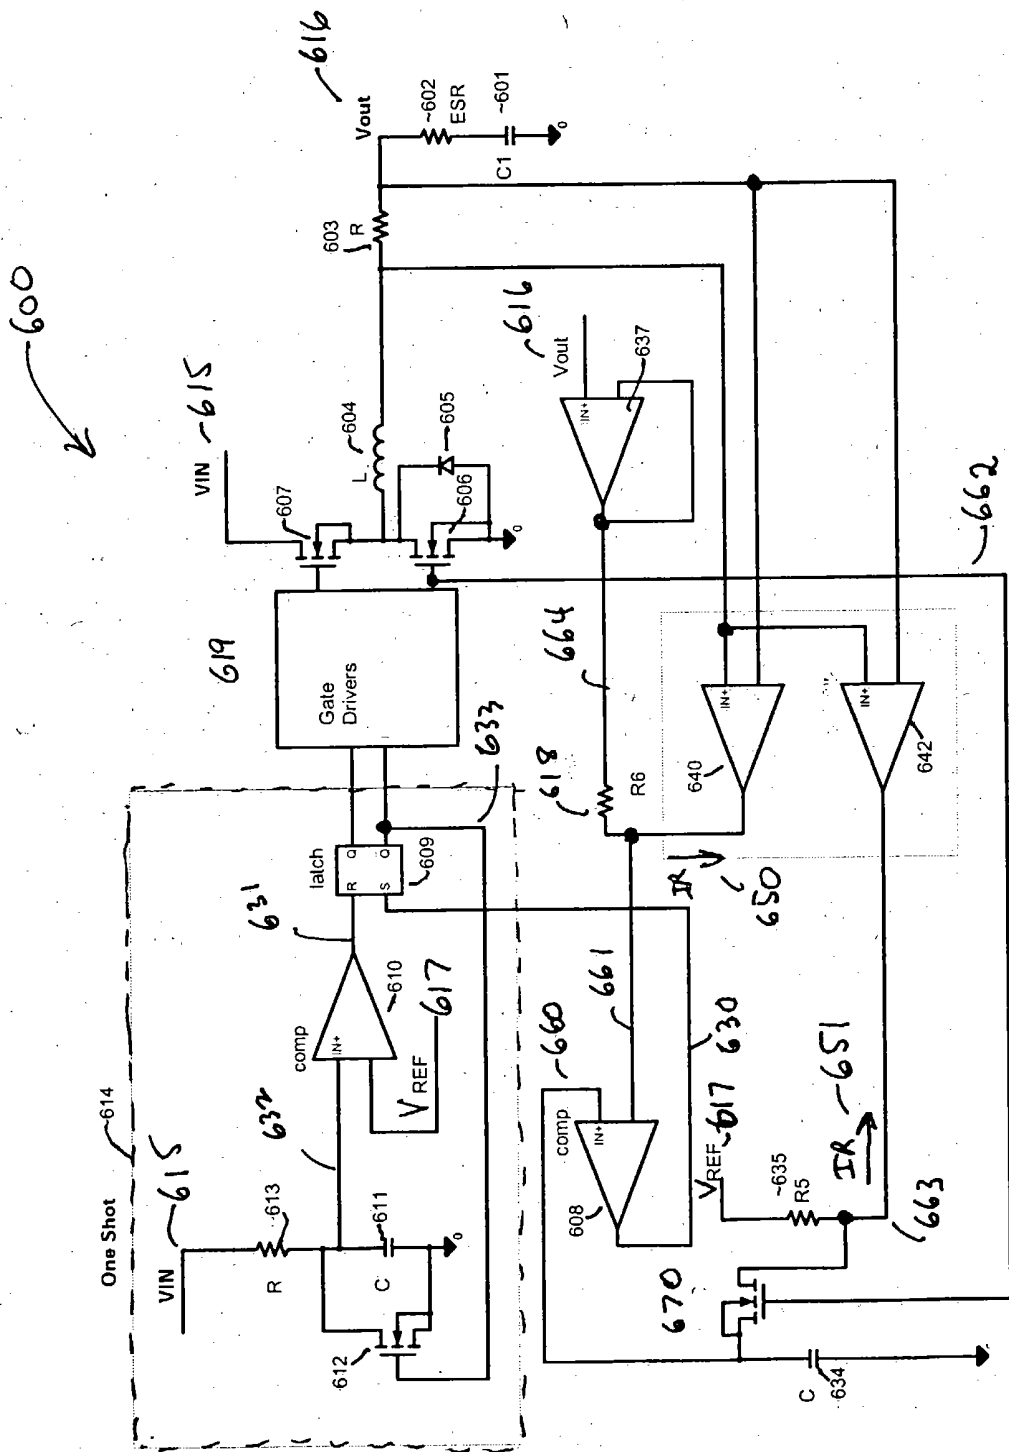 600
616
Vout
~602
ESR
~601
C1
0
603
R
615
VIN
607
L
604
605
606
0
616
Vout
IN+
637
662
619
Gate
Drivers
633
664
618
R6
640
IN+
IN+
642
One Shot
614
615
VIN
613
R
611
C
0
612
632
comp
IN+
610
VREF
617
631
latch
R
S
Q
Q
609
IR
650
660
comp
IN+
608
661
630
VREF
617
~635
R5
IR
651
663
670
C
634